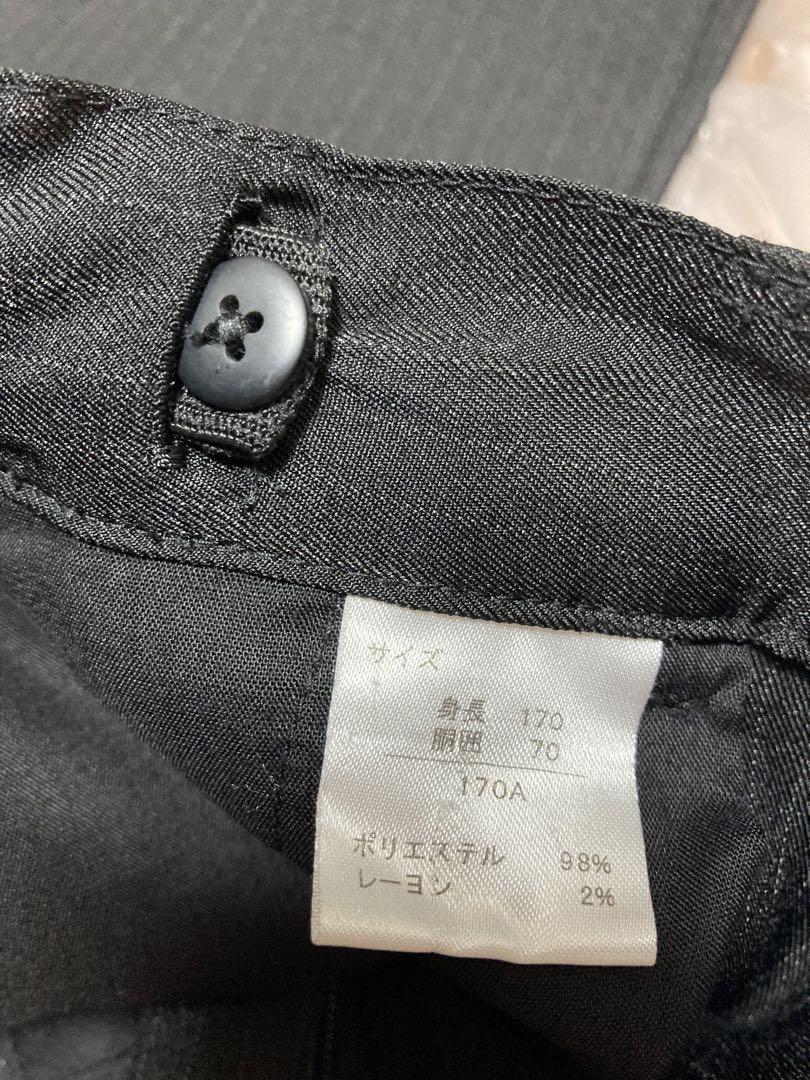 サイズ
身長 170
胴囲 70
170A
ポリエステル 98%
レーヨン 2%